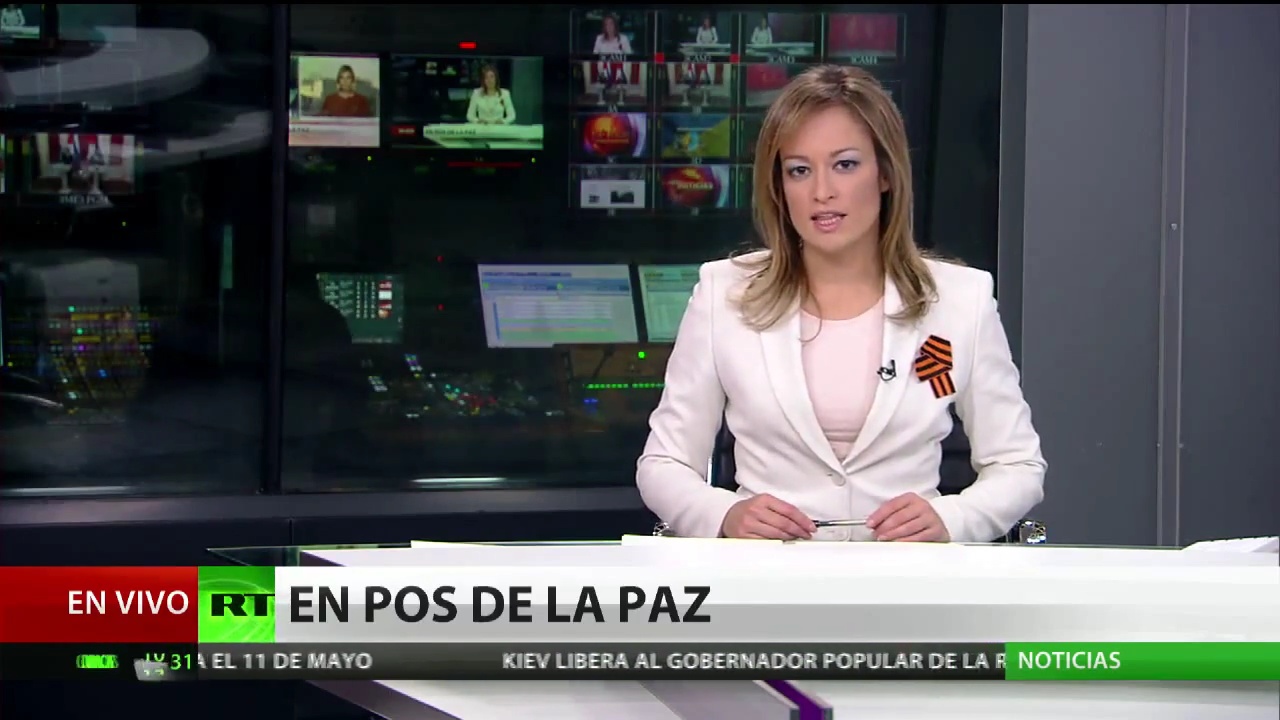 EN VIVO
RT
EN POS DE LA PAZ
31
A EL 11 DE MAYO
KIEV LIBERA AL GOBERNADOR POPULAR DE LA R
NOTICIAS